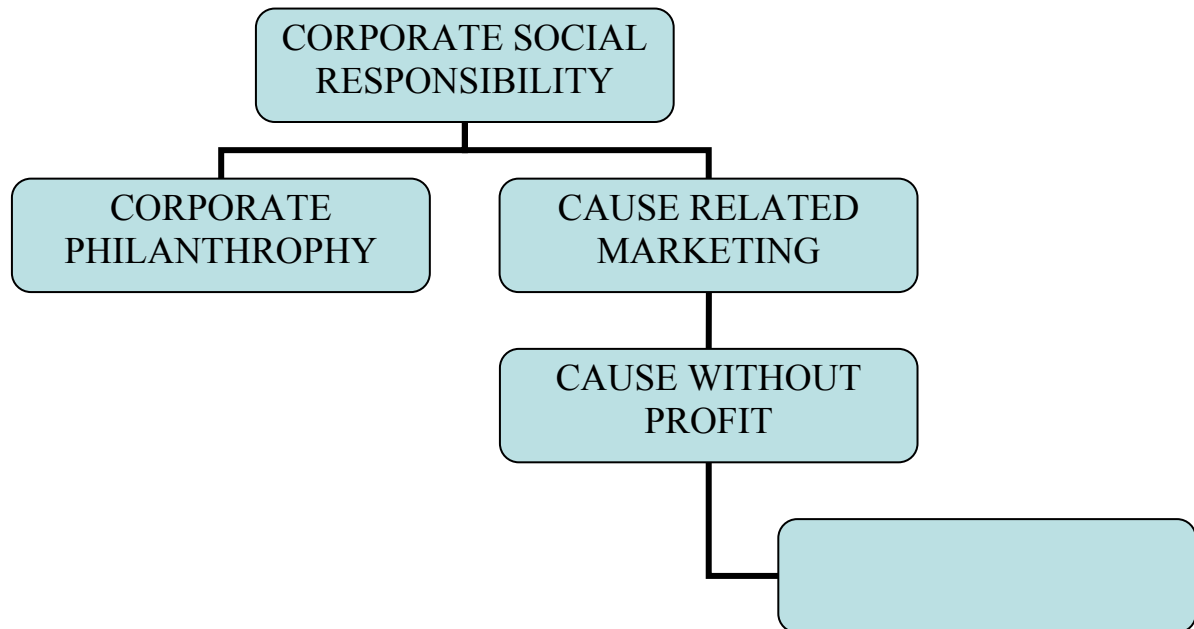 CORPORATE SOCIAL
RESPONSIBILITY
CORPORATE
PHILANTHROPHY
CAUSE RELATED
MARKETING
CAUSE WITHOUT
PROFIT